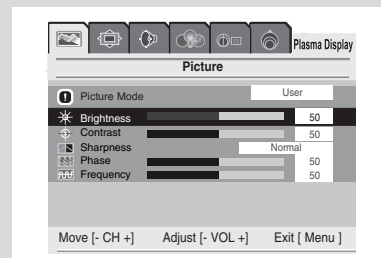 Plasma Display
Picture
Picture Mode User
Brightness 50
Contrast 50
Sharpness Normal
Phase 50
Frequency 50
Move [- CH +] Adjust [- VOL +] Exit [ Menu ]